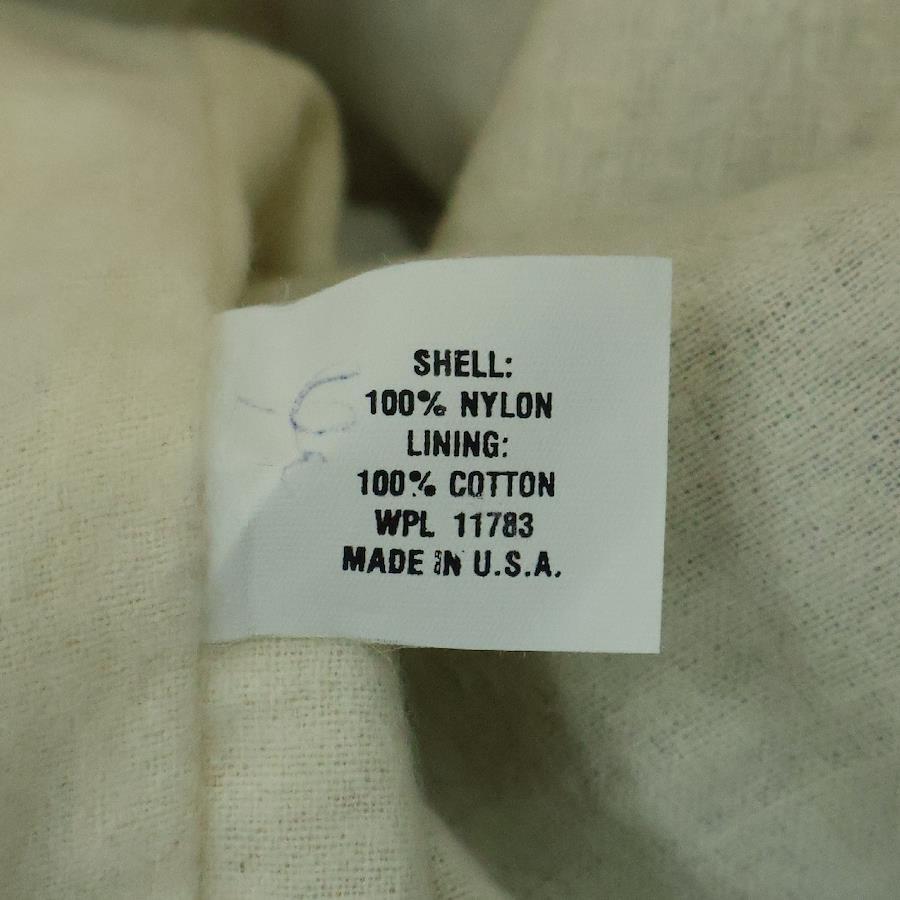 SHELL:
100% NYLON
LINING:
100% COTTON
WPL 11783
MADE IN U.S.A.